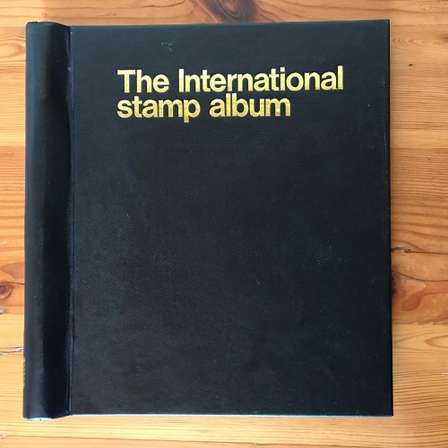 The International
stamp album